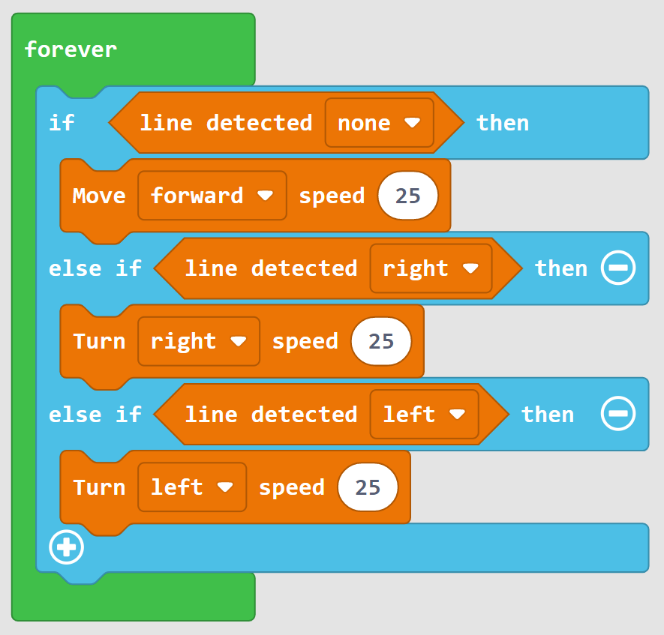 forever
if line detected none then
Move forward speed 25
else if line detected right then
Turn right speed 25
else if line detected left then
Turn left speed 25